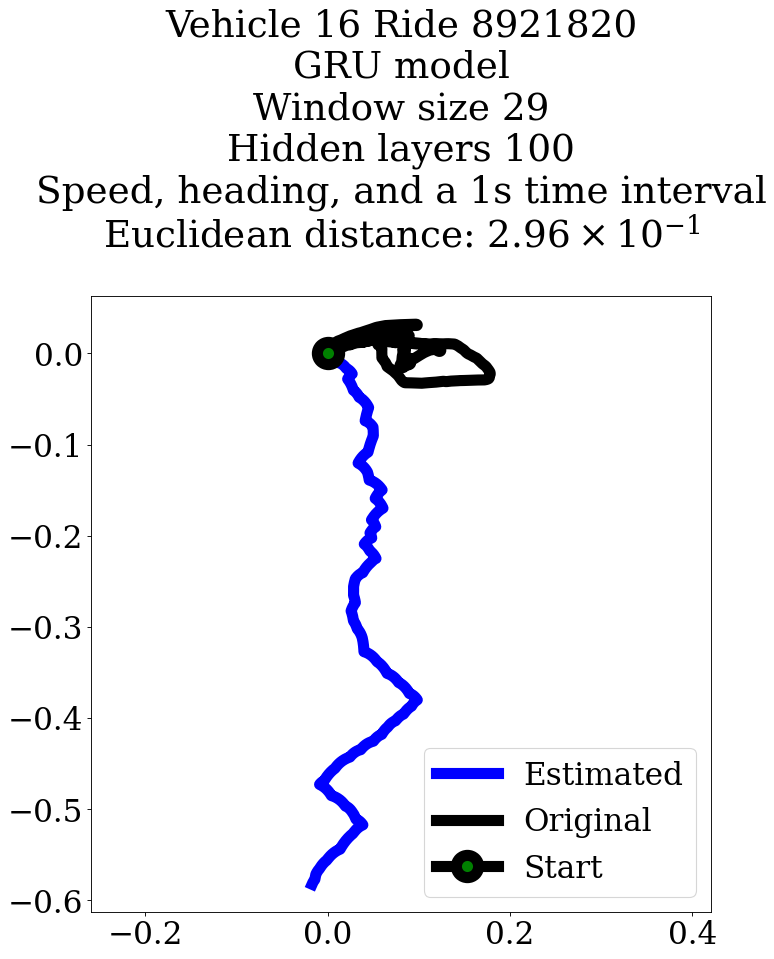 Vehicle 16 Ride 8921820
GRU model
Window size 29
Hidden layers 100
Speed, heading, and a 1s time interval
Euclidean distance: 2.96 × 10⁻¹
0.0
−0.1
−0.2
−0.3
−0.4
−0.5
−0.6
Estimated
Original
Start
−0.2
0.0
0.2
0.4